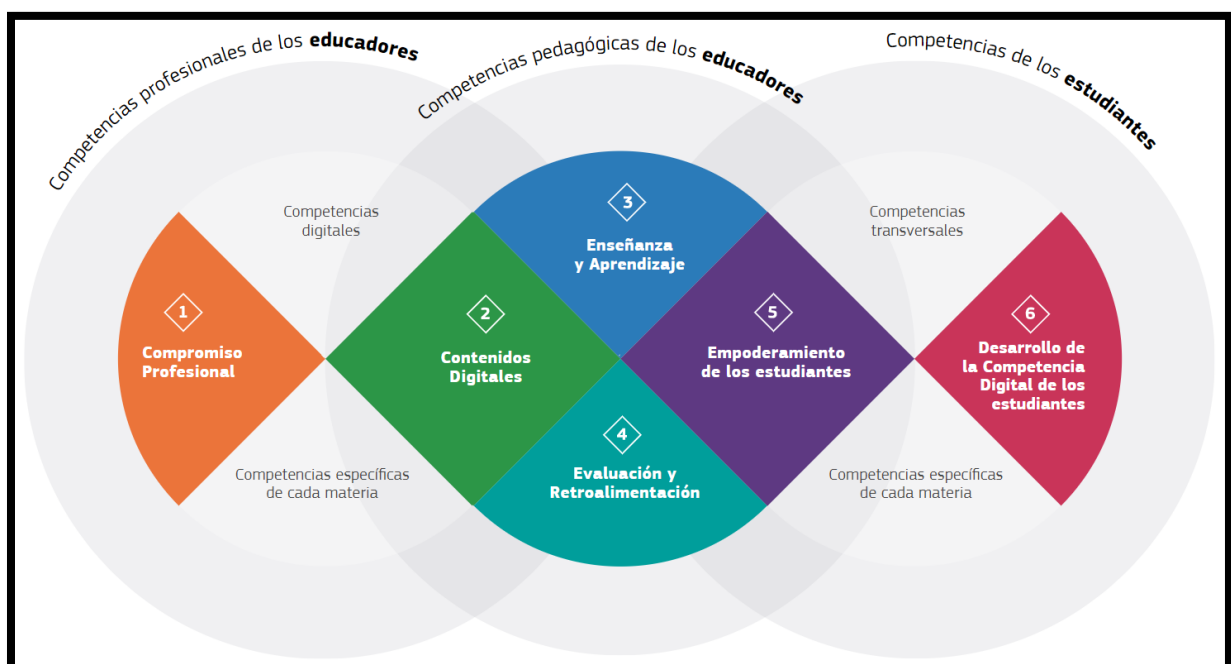 Competencias profesionales de los educadores
Competencias pedagógicas de los educadores
Competencias de los estudiantes
Competencias
digitales
Competencias
transversales
1
Compromiso
Profesional
2
Contenidos
Digitales
3
Enseñanza
y Aprendizaje
4
Evaluación y
Retroalimentación
5
Empoderamiento
de los estudiantes
6
Desarrollo de
la Competencia
Digital de los
estudiantes
Competencias específicas
de cada materia
Competencias específicas
de cada materia